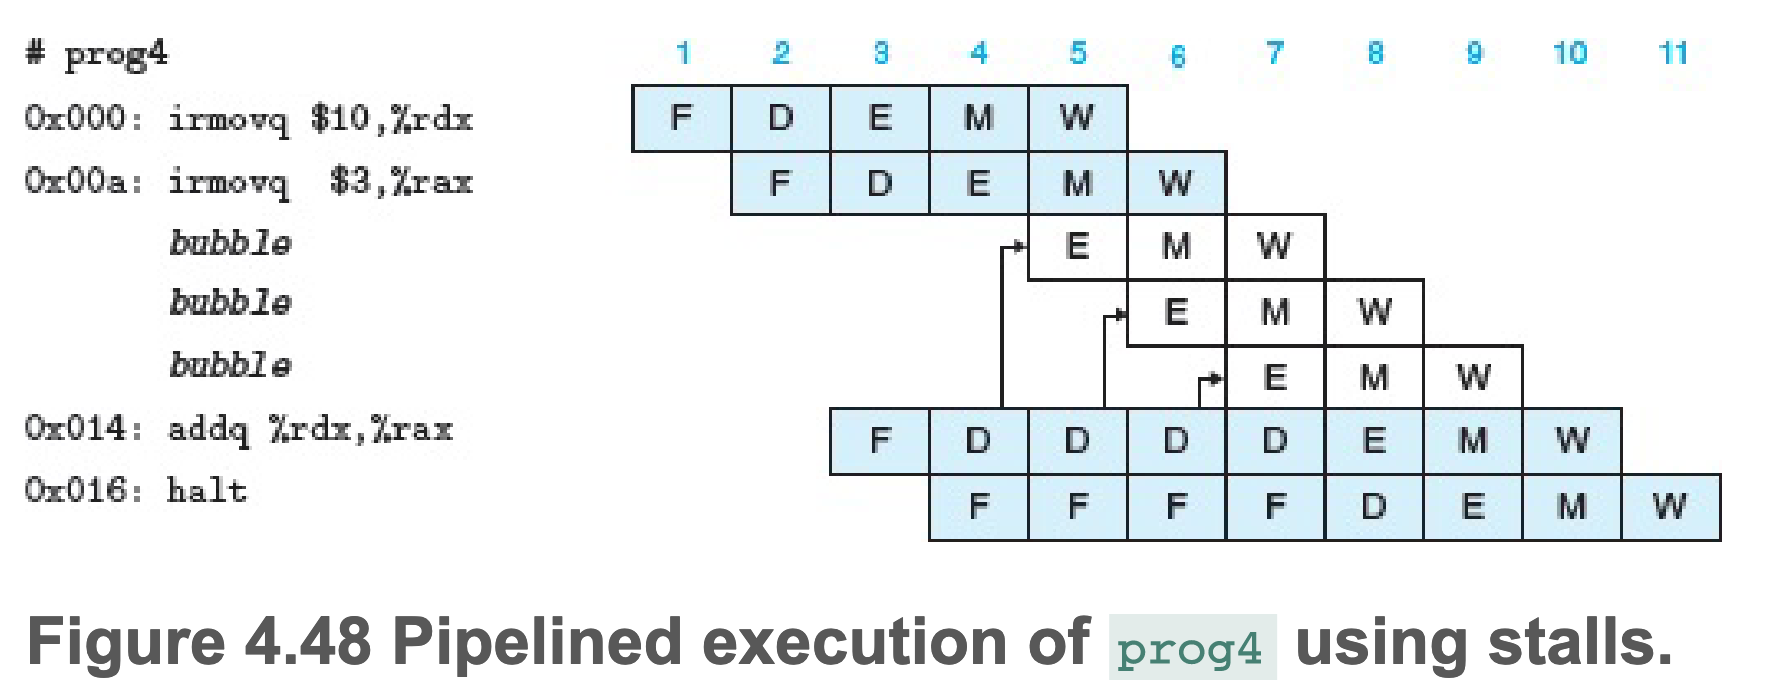 # prog4 1 2 3 4 5 6 7 8 9 10 11
0x000: irmovq $10,%rdx F D E M W
0x00a: irmovq $3,%rax F D E M W
bubble E M W
bubble E M W
bubble E M W
0x014: addq %rdx,%rax F D D D D E M W
0x016: halt F F F F D E M W
Figure 4.48 Pipelined execution of prog4 using stalls.